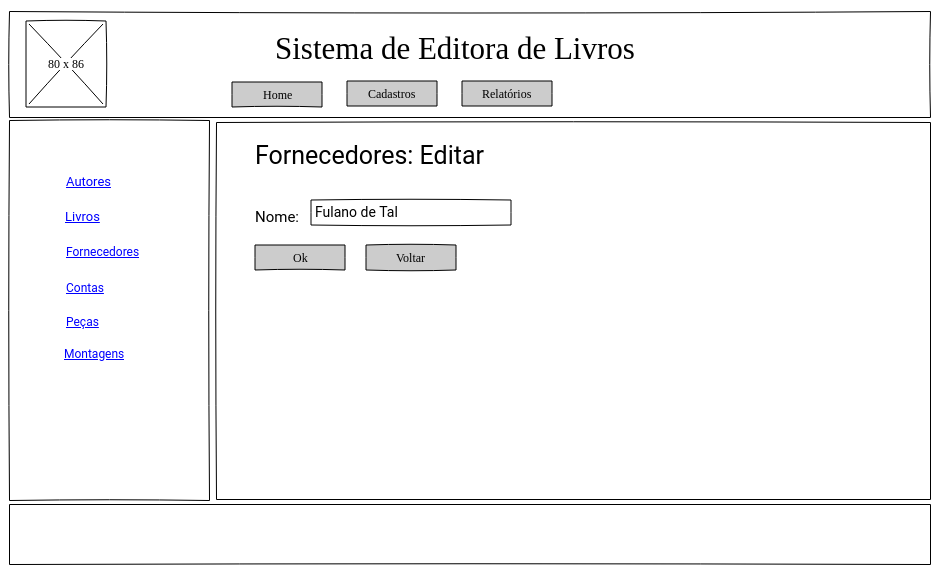 80 x 86
Sistema de Editora de Livros
Home
Cadastros
Relatórios
Autores
Livros
Fornecedores
Contas
Peças
Montagens
Fornecedores: Editar
Nome: Fulano de Tal
Ok
Voltar